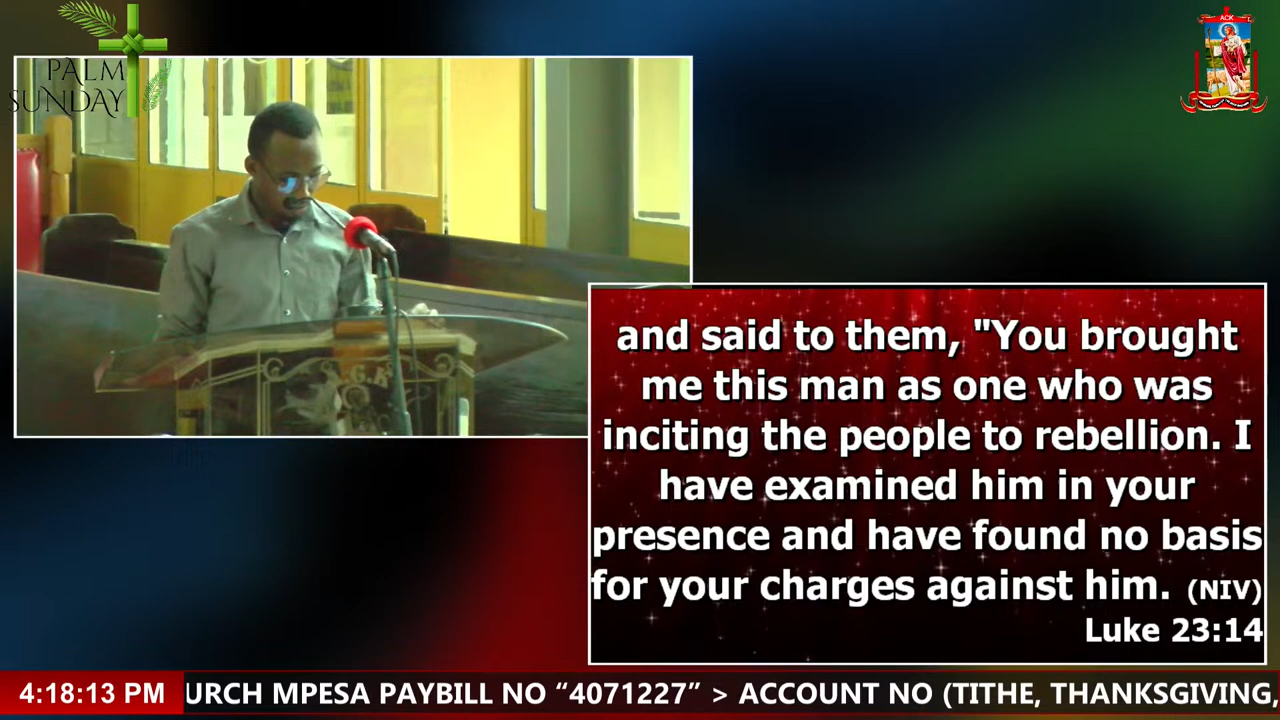 PALM
SUNDAY
ACK
and said to them, "You brought
me this man as one who was
inciting the people to rebellion. I
have examined him in your
presence and have found no basis
for your charges against him. (NIV)
Luke 23:14
4:18:13 PM URCH MPESA PAYBILL NO “4071227” > ACCOUNT NO (TITHE, THANKSGIVING,